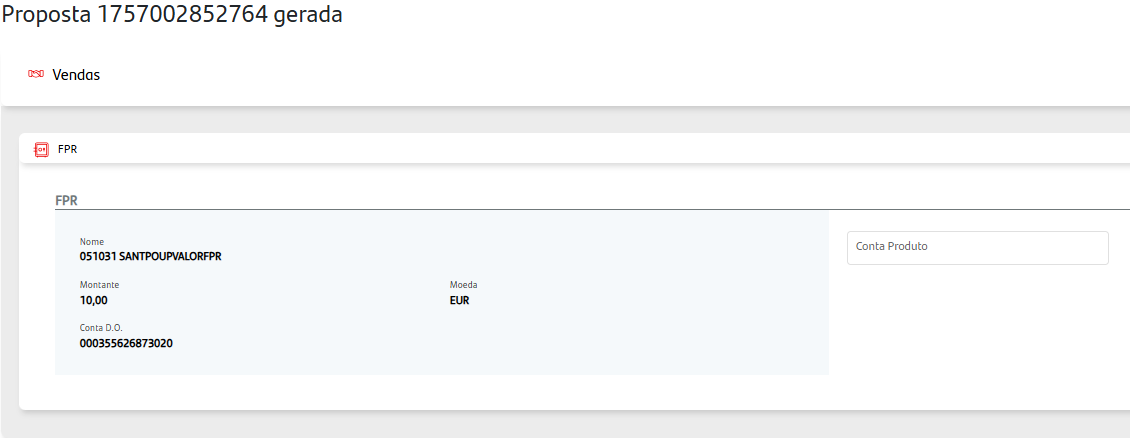 Proposta 1757002852764 gerada
Vendas
FPR
FPR
Nome
051031 SANTPOUPVALORFPR
Conta Produto
Montante
Moeda
10,00
EUR
Conta D.O.
000355626873020